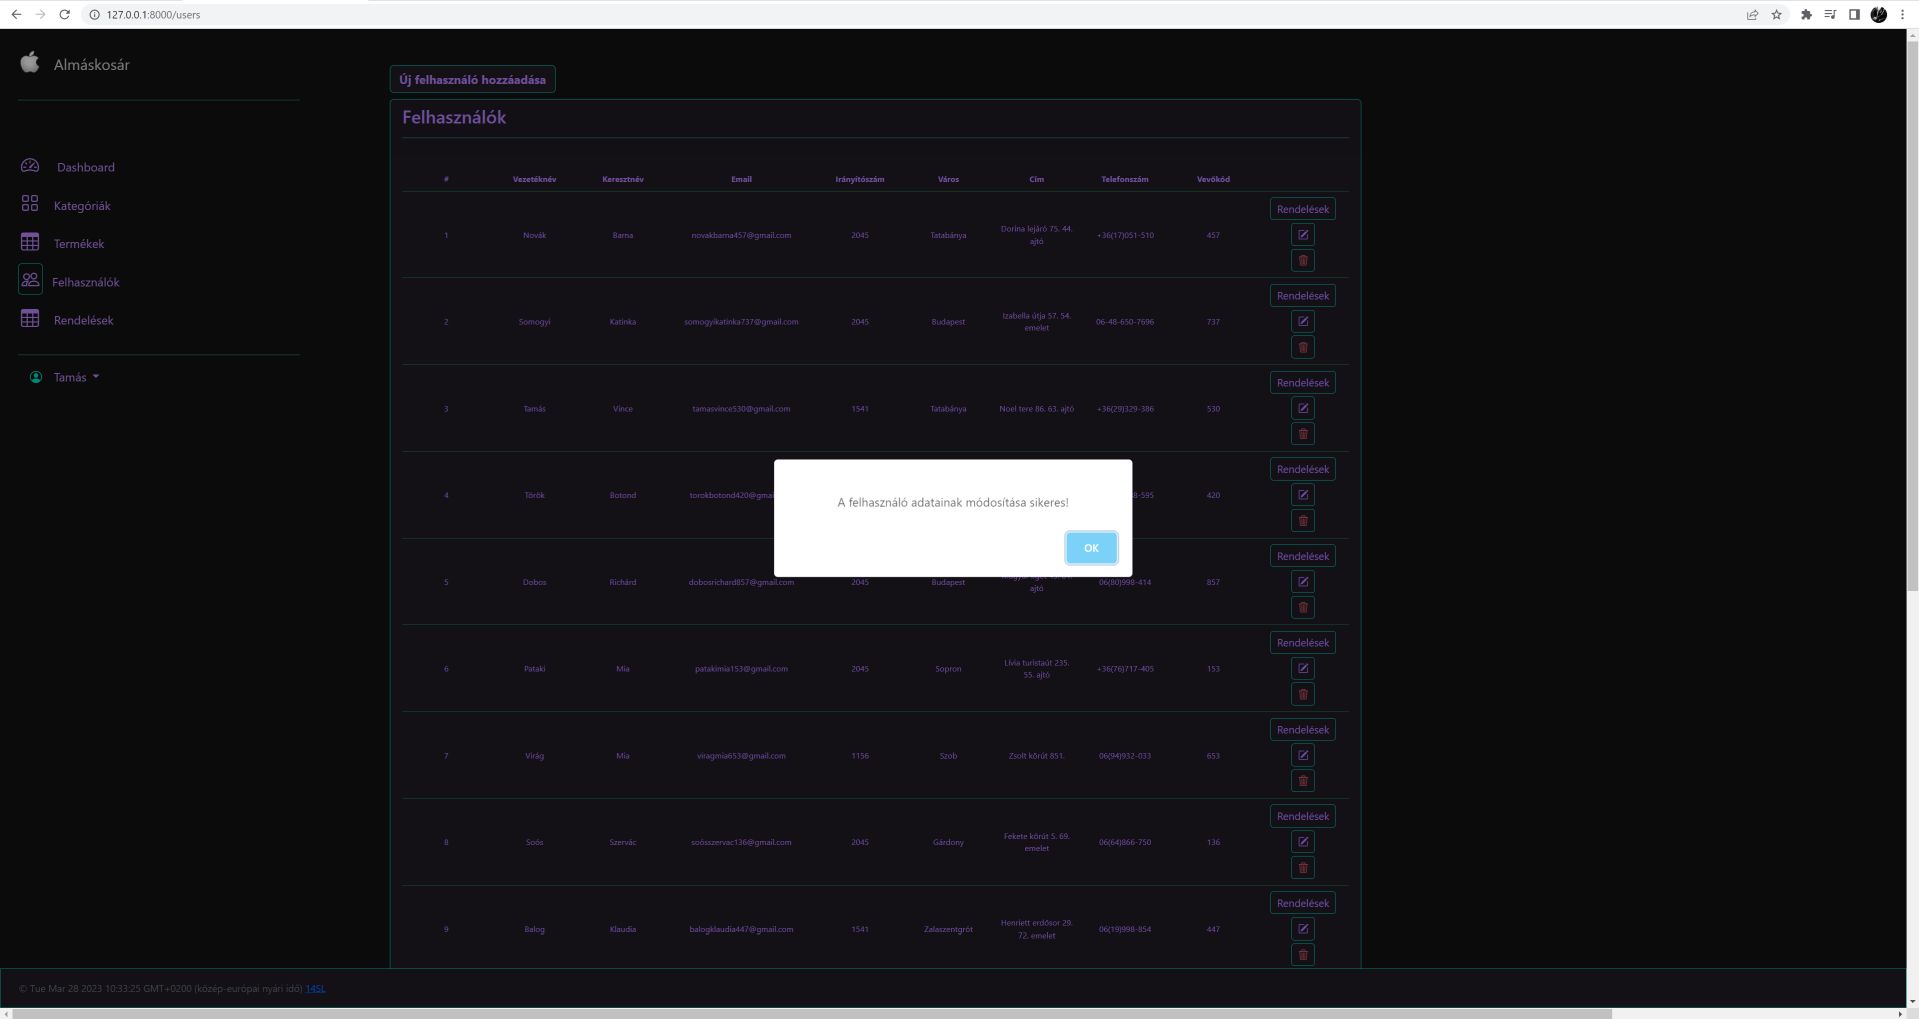 127.0.0.1:8000/users
Almáskosár
Dashboard
Kategóriák
Termékek
Felhasználók
Rendelések
Tamás
Új felhasználó hozzáadása
Felhasználók
# Vezetéknév Keresztnév Email Irányítószám Város Cím Telefonszám Vevőkód
Rendelések
1 Novák Barna novakbarna457@gmail.com 2045 Tatabánya Dorina lejáró 75. 44. +36(17)051-510 457
ajtó
Rendelések
2 Somogyi Katinka somogyikatinka737@gmail.com 2045 Budapest Izabella útja 57. 54. 06-48-650-7696 737
emelet
Rendelések
3 Tamás Vince tamasvince530@gmail.com 1541 Tatabánya Noel tere 86. 63. ajtó +36(29)329-386 530
Rendelések
4 Török Botond torokbotond420@gmai 8-595 420
A felhasználó adatainak módosítása sikeres!
OK
Rendelések
5 Dobos Richárd dobosrichard857@gmail.com 2045 Budapest 06(80)998-414 857
ajtó
Rendelések
6 Pataki Mia patakimia153@gmail.com 2045 Sopron Lívia turistaút 235. +36(76)717-405 153
55. ajtó
Rendelések
7 Virág Mia viragmia653@gmail.com 1156 Szob Zsolt körút 851. 06(94)932-033 653
Rendelések
8 Soós Szervác soósszervac136@gmail.com 2045 Gárdony Fekete körút 5. 69. 06(64)866-750 136
emelet
Rendelések
9 Balog Klaudia balogklaudia447@gmail.com 1541 Zalaszentgrót Henriett erdősor 29. 06(19)998-854 447
72. emelet
© Tue Mar 28 2023 10:33:25 GMT+0200 (közép-európai nyári idő) 14SL